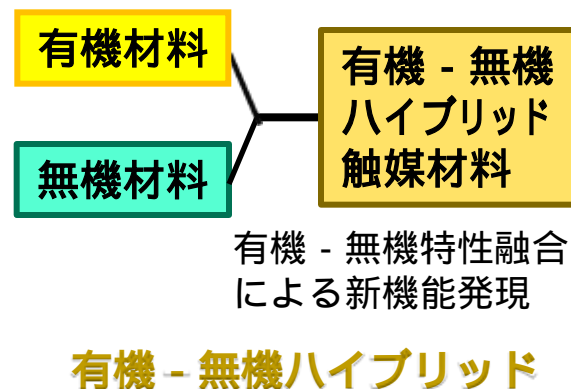 有機材料
無機材料
有機 - 無機
ハイブリッド
触媒材料
有機 - 無機特性融合
による新機能発現
有機 - 無機ハイブリッド